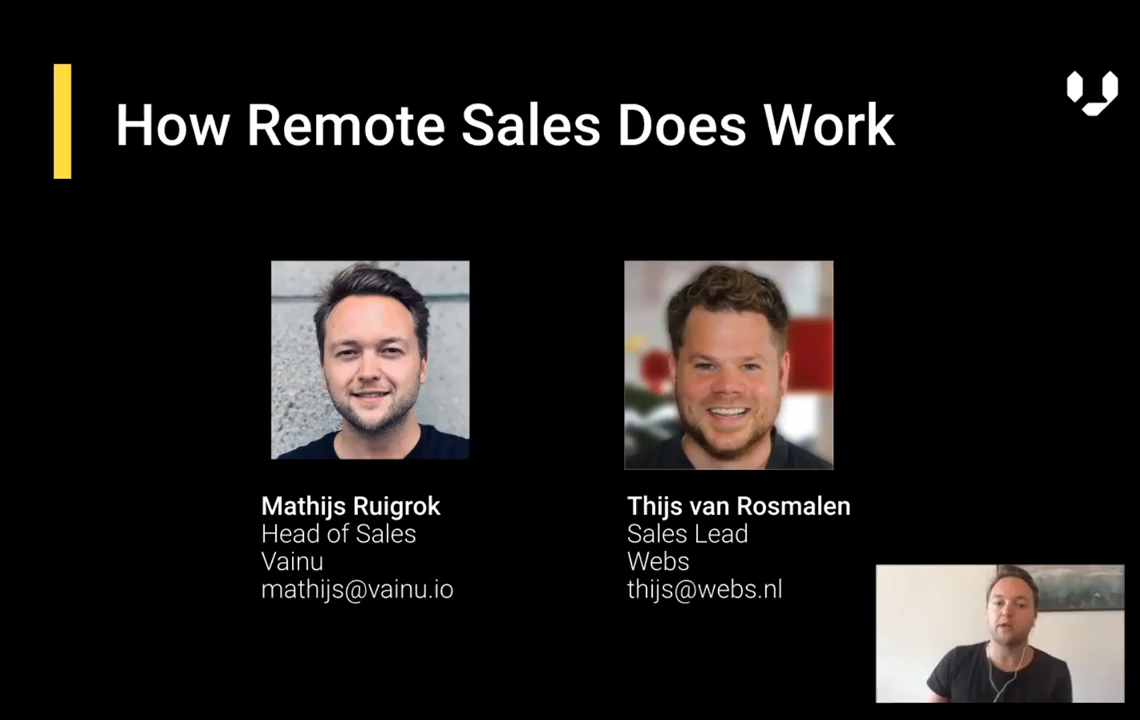 How Remote Sales Does Work
Mathijs Ruigrok
Head of Sales
Vainu
mathijs@vainu.io
Thijs van Rosmalen
Sales Lead
Webs
thijs@webs.nl